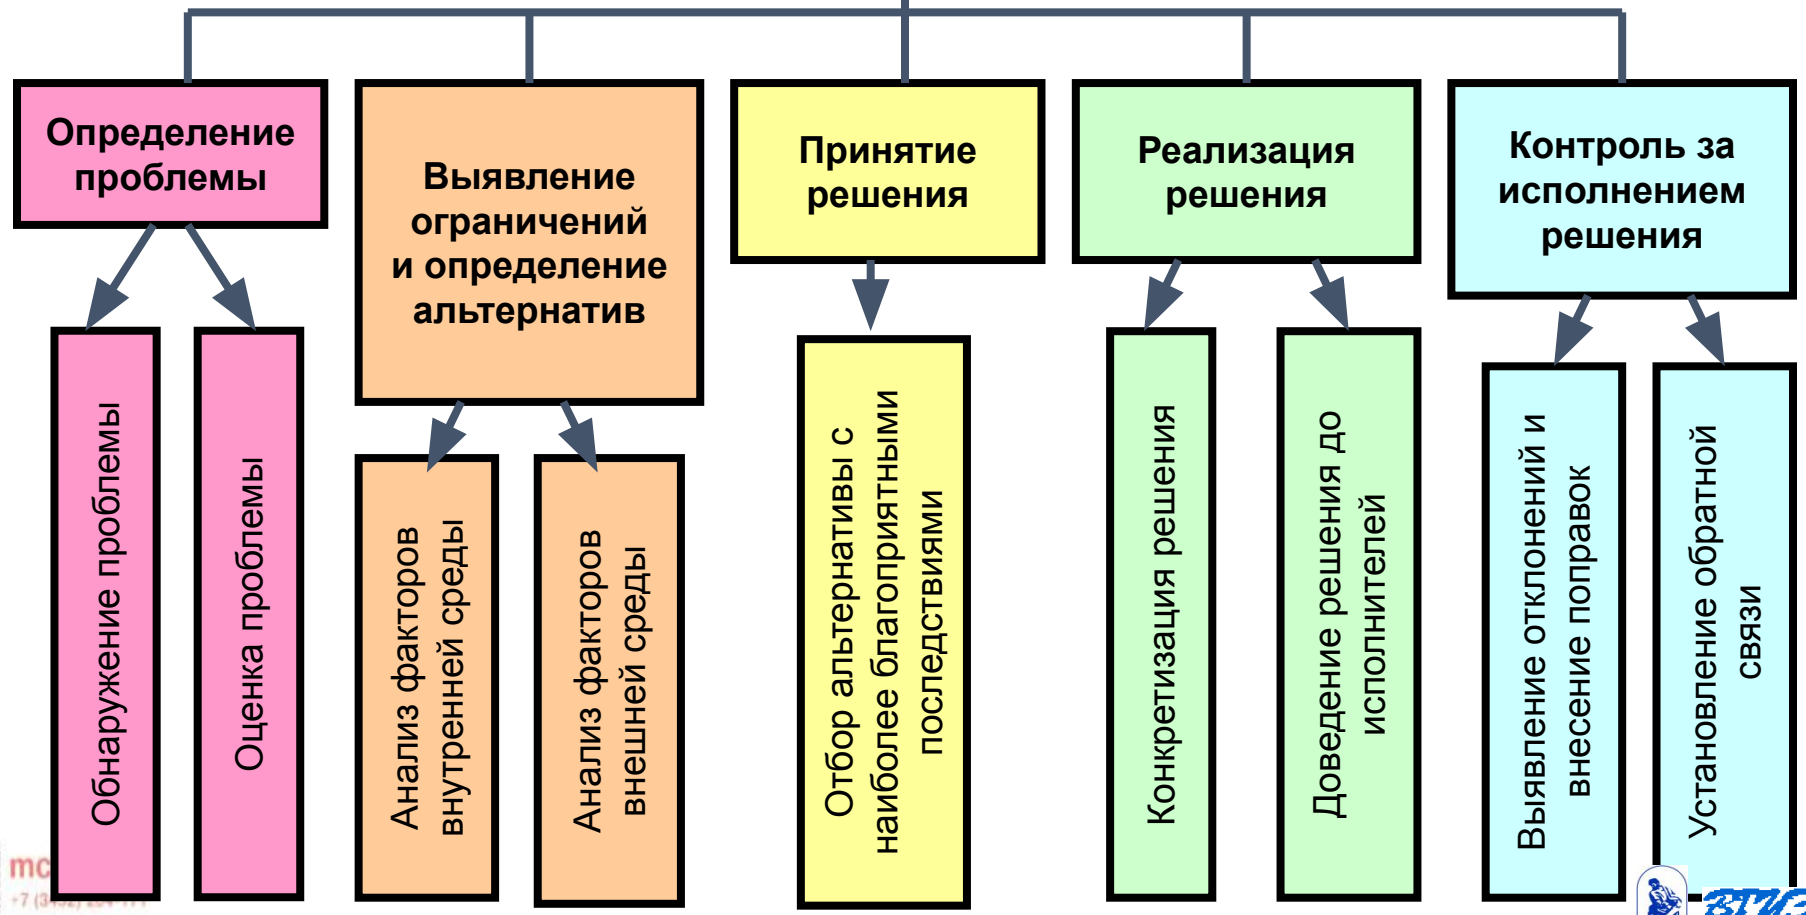 Определение
проблемы
Выявление
ограничений
и определение
альтернатив
Принятие
решения
Реализация
решения
Контроль за
исполнением
решения
Обнаружение проблемы
Оценка проблемы
Анализ факторов
внутренней среды
Анализ факторов
внешней среды
Отбор альтернативы с
наиболее благоприятными
последствиями
Конкретизация решения
Доведение решения до
исполнителей
Выявление отклонений и
внесение поправок
Установление обратной
связи